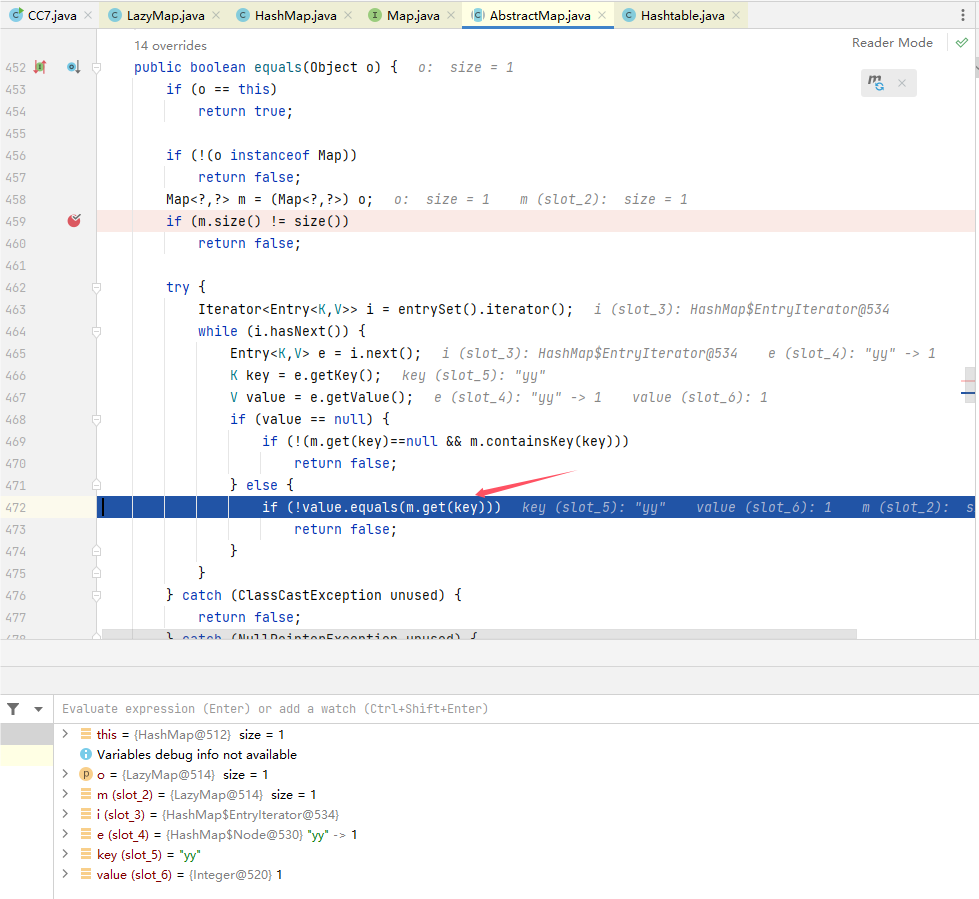 CC7.java LazyMap.java HashMap.java Map.java AbstractMap.java Hashtable.java
Reader Mode
14 overrides
452 public boolean equals(Object o) { o: size = 1
453 if (o == this)
454 return true;
455
456 if (!(o instanceof Map))
457 return false;
458 Map<?,?> m = (Map<?,?>) o; o: size = 1 m (slot_2): size = 1
459 if (m.size() != size())
460 return false;
461
462 try {
463 Iterator<Entry<K,V>> i = entrySet().iterator(); i (slot_3): HashMap$EntryIterator@534
464 while (i.hasNext()) {
465 Entry<K,V> e = i.next(); i (slot_3): HashMap$EntryIterator@534 e (slot_4): "yy" -> 1
466 K key = e.getKey(); key (slot_5): "yy"
467 V value = e.getValue(); e (slot_4): "yy" -> 1 value (slot_6): 1
468 if (value == null) {
469 if (!(m.get(key)==null && m.containsKey(key)))
470 return false;
471 } else {
472 if (!value.equals(m.get(key))) key (slot_5): "yy" value (slot_6): 1 m (slot_2): s
473 return false;
474 }
475 }
476 } catch (ClassCastException unused) {
477 return false;
478 } catch (NullPointerException unused) {
Evaluate expression (Enter) or add a watch (Ctrl+Shift+Enter)
this = {HashMap@512} size = 1
Variables debug info not available
o = {LazyMap@514} size = 1
m (slot_2) = {LazyMap@514} size = 1
i (slot_3) = {HashMap$EntryIterator@534}
e (slot_4) = {HashMap$Node@530} "yy" -> 1
key (slot_5) = "yy"
value (slot_6) = {Integer@520} 1